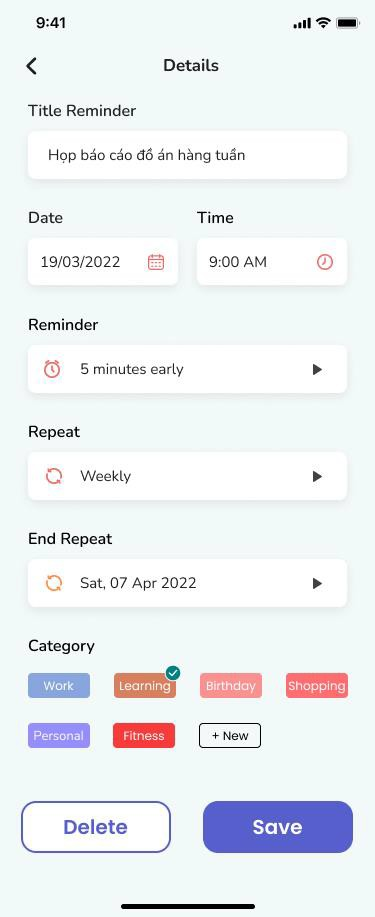 9:41
Details
Title Reminder
Họp báo cáo đồ án hàng tuần
Date Time
19/03/2022 9:00 AM
Reminder
5 minutes early
Repeat
Weekly
End Repeat
Sat, 07 Apr 2022
Category
Work Learning Birthday Shopping
Personal Fitness + New
Delete Save